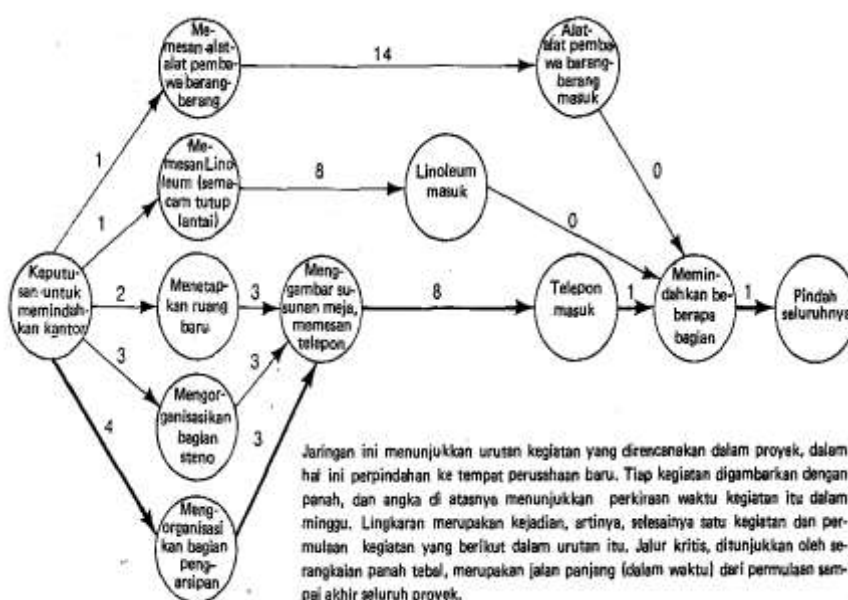 Me-
mesan alat-
alat pemba-
wa barang-
berang
14
Alat-
alat pemba-
wa barang-
berang
masuk
1
Me-
mesan Lino-
leum (sema-
cam tutup
lantai)
8
Linoleum
masuk
0
1
0
Keputu-
san untuk
memindah-
kan kantor
2
Menetap-
kan ruang
baru
3
Meng-
gambar su-
sunan meja,
memesan
telepon
8
Telepon
masuk
1
Memin-
dahkan be-
berapa
bagian
1
Pindah
seluruhnya
3
Mengor-
ganisasikan
bagian
steno
3
4
3
Meng-
organisasi
kan bagian
peng-
arsipan
Jaringan ini menunjukkan urutan kegiatan yang direncanakan dalam proyek, dalam
hal ini perpindahan ke tempat perusahaan baru. Tiap kegiatan digambarkan dengan
panah, dan angka di atasnya menunjukkan perkiraan waktu kegiatan itu dalam
minggu. Lingkaran merupakan kejadian, artinya, selesainya satu kegiatan dan per-
mulaan kegiatan yang berikut dalam urutan itu. Jalur kritis, ditunjukkan oleh se-
rangkaian panah tebal, merupakan jalan panjang (dalam waktu) dari permulaan sam-
pai akhir seluruh proyek.